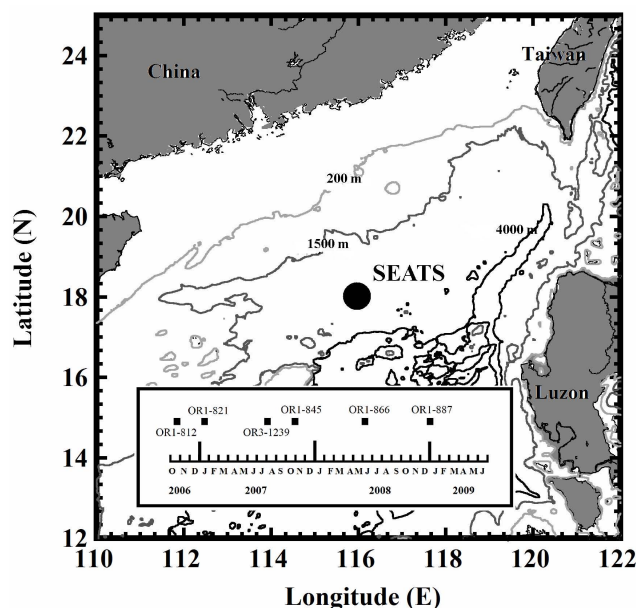 24
22
20
18
16
14
12
Latitude (N)
China
Taiwan
200 m
1500 m
4000 m
SEATS
Luzon
OR1-821 OR1-845 OR1-866 OR1-887
OR1-812 OR3-1239
O N D J F M A M J J A S O N D J F M A M J J A S O N D J F M A M J
2006 2007 2008 2009
110 112 114 116 118 120 122
Longitude (E)